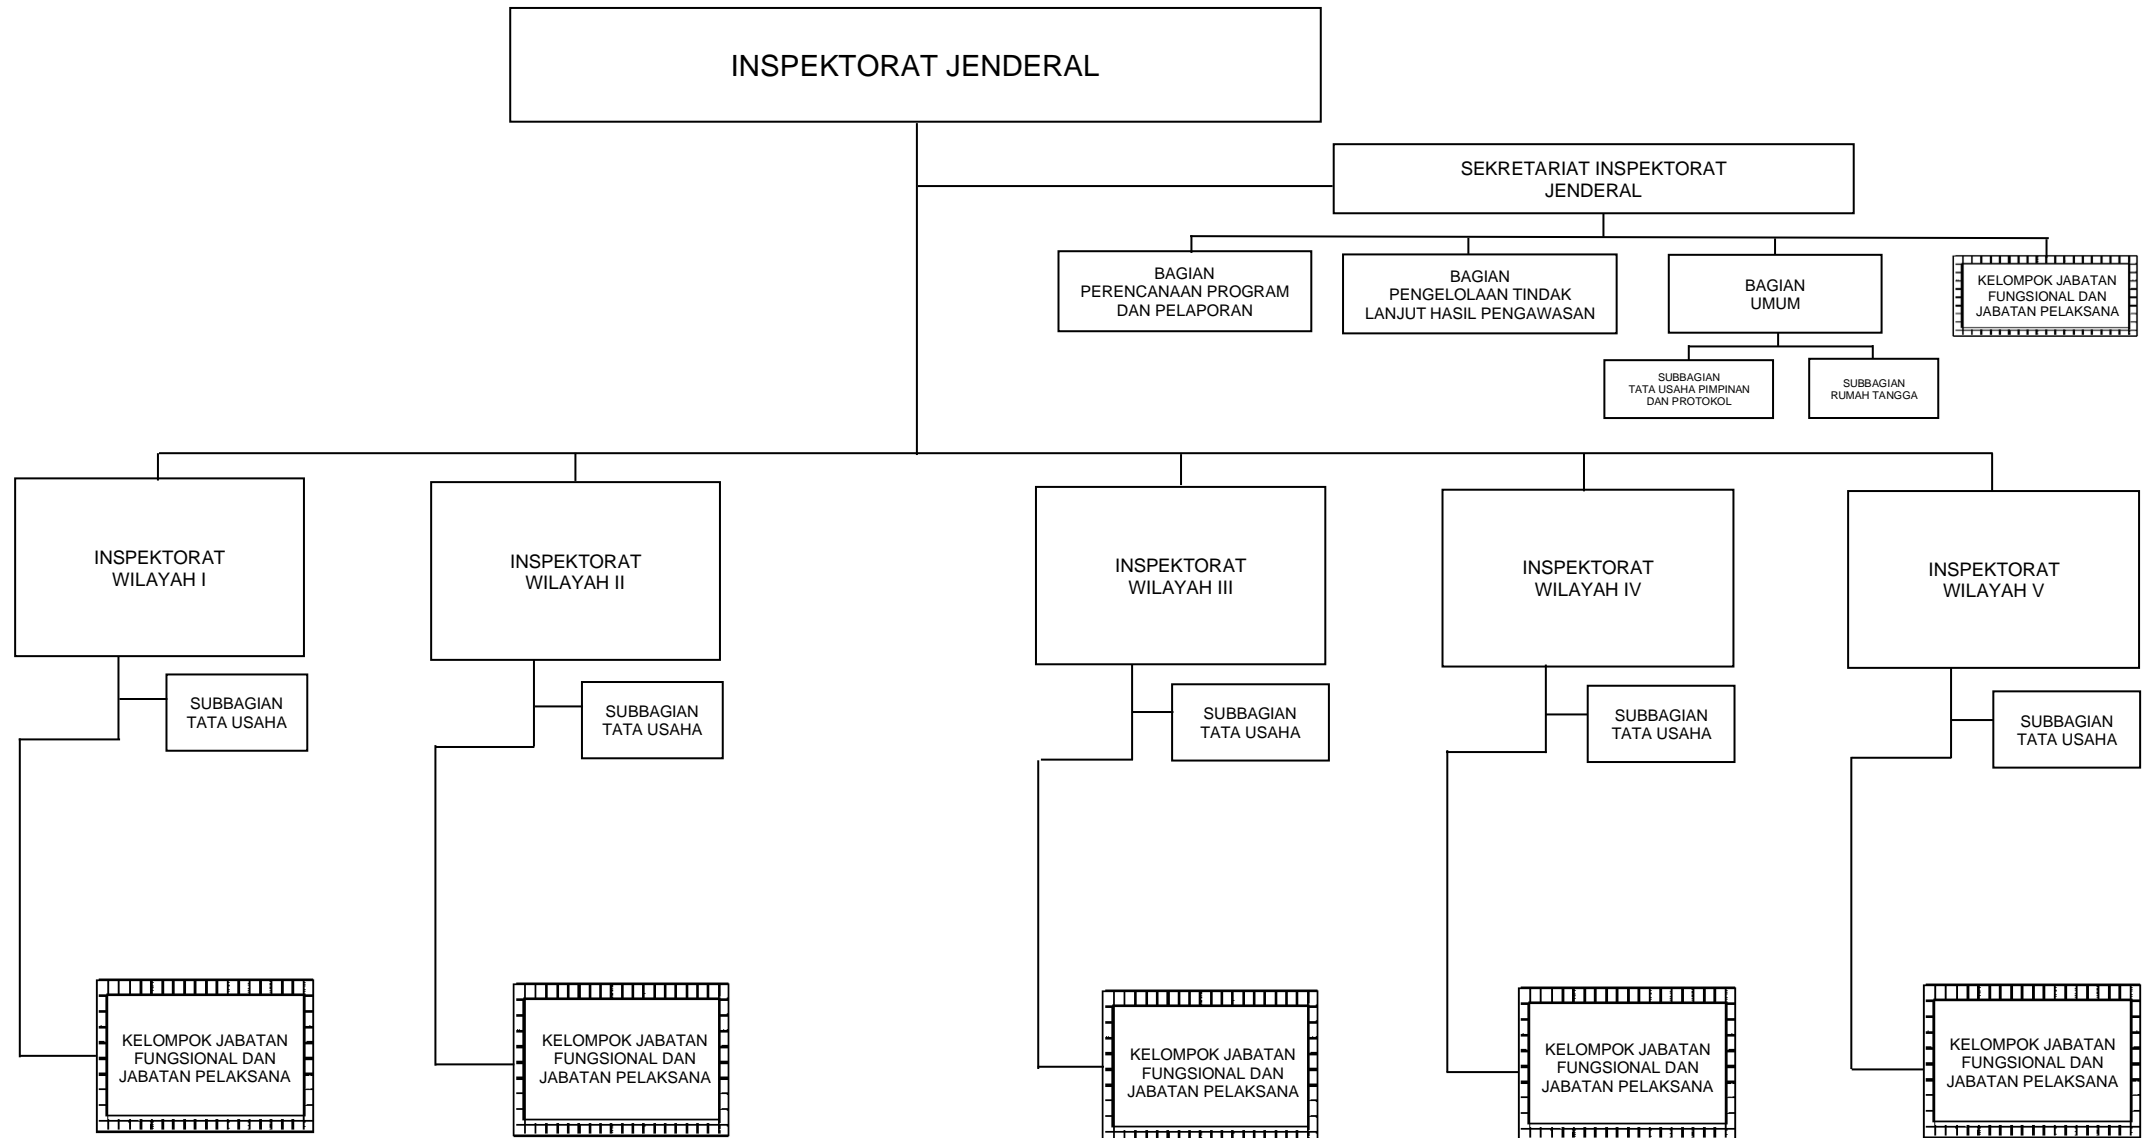 INSPEKTORAT JENDERAL
SEKRETARIAT INSPEKTORAT
JENDERAL
BAGIAN
PERENCANAAN PROGRAM
DAN PELAPORAN
BAGIAN
PENGELOLAAN TINDAK
LANJUT HASIL PENGAWASAN
BAGIAN
UMUM
KELOMPOK JABATAN
FUNGSIONAL DAN
JABATAN PELAKSANA
SUBBAGIAN
TATA USAHA PIMPINAN
DAN PROTOKOL
SUBBAGIAN
RUMAH TANGGA
INSPEKTORAT
WILAYAH I
INSPEKTORAT
WILAYAH II
INSPEKTORAT
WILAYAH III
INSPEKTORAT
WILAYAH IV
INSPEKTORAT
WILAYAH V
SUBBAGIAN
TATA USAHA
SUBBAGIAN
TATA USAHA
SUBBAGIAN
TATA USAHA
SUBBAGIAN
TATA USAHA
SUBBAGIAN
TATA USAHA
KELOMPOK JABATAN
FUNGSIONAL DAN
JABATAN PELAKSANA
KELOMPOK JABATAN
FUNGSIONAL DAN
JABATAN PELAKSANA
KELOMPOK JABATAN
FUNGSIONAL DAN
JABATAN PELAKSANA
KELOMPOK JABATAN
FUNGSIONAL DAN
JABATAN PELAKSANA
KELOMPOK JABATAN
FUNGSIONAL DAN
JABATAN PELAKSANA